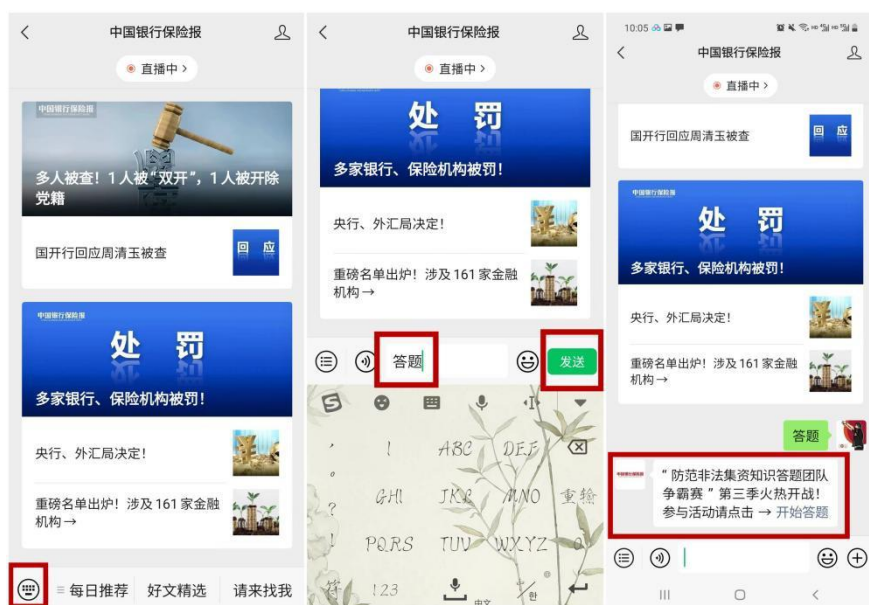 中国银行保险报
直播中 >
中国银行保险报
多人被查！1人被“双开”，1人被开除
党籍
国开行回应周清玉被查
回 应
中国银行保险报
处 罚
多家银行、保险机构被罚！
央行、外汇局决定！
重磅名单出炉！涉及161家金融
机构→
每日推荐 好文精选 请来找我
中国银行保险报
直播中 >
处 罚
多家银行、保险机构被罚！
央行、外汇局决定！
重磅名单出炉！涉及161家金融
机构→
答题
发送
ABC DEF
GHI JKL MNO 重输
PQRS TUV WXYZ
符 123 中文
10:05
中国银行保险报
直播中 >
国开行回应周清玉被查
回 应
中国银行保险报
处 罚
多家银行、保险机构被罚！
央行、外汇局决定！
重磅名单出炉！涉及161家金融
机构→
答题
“防范非法集资知识答题团队
争霸赛”第三季火热开战！
参与活动请点击 → 开始答题